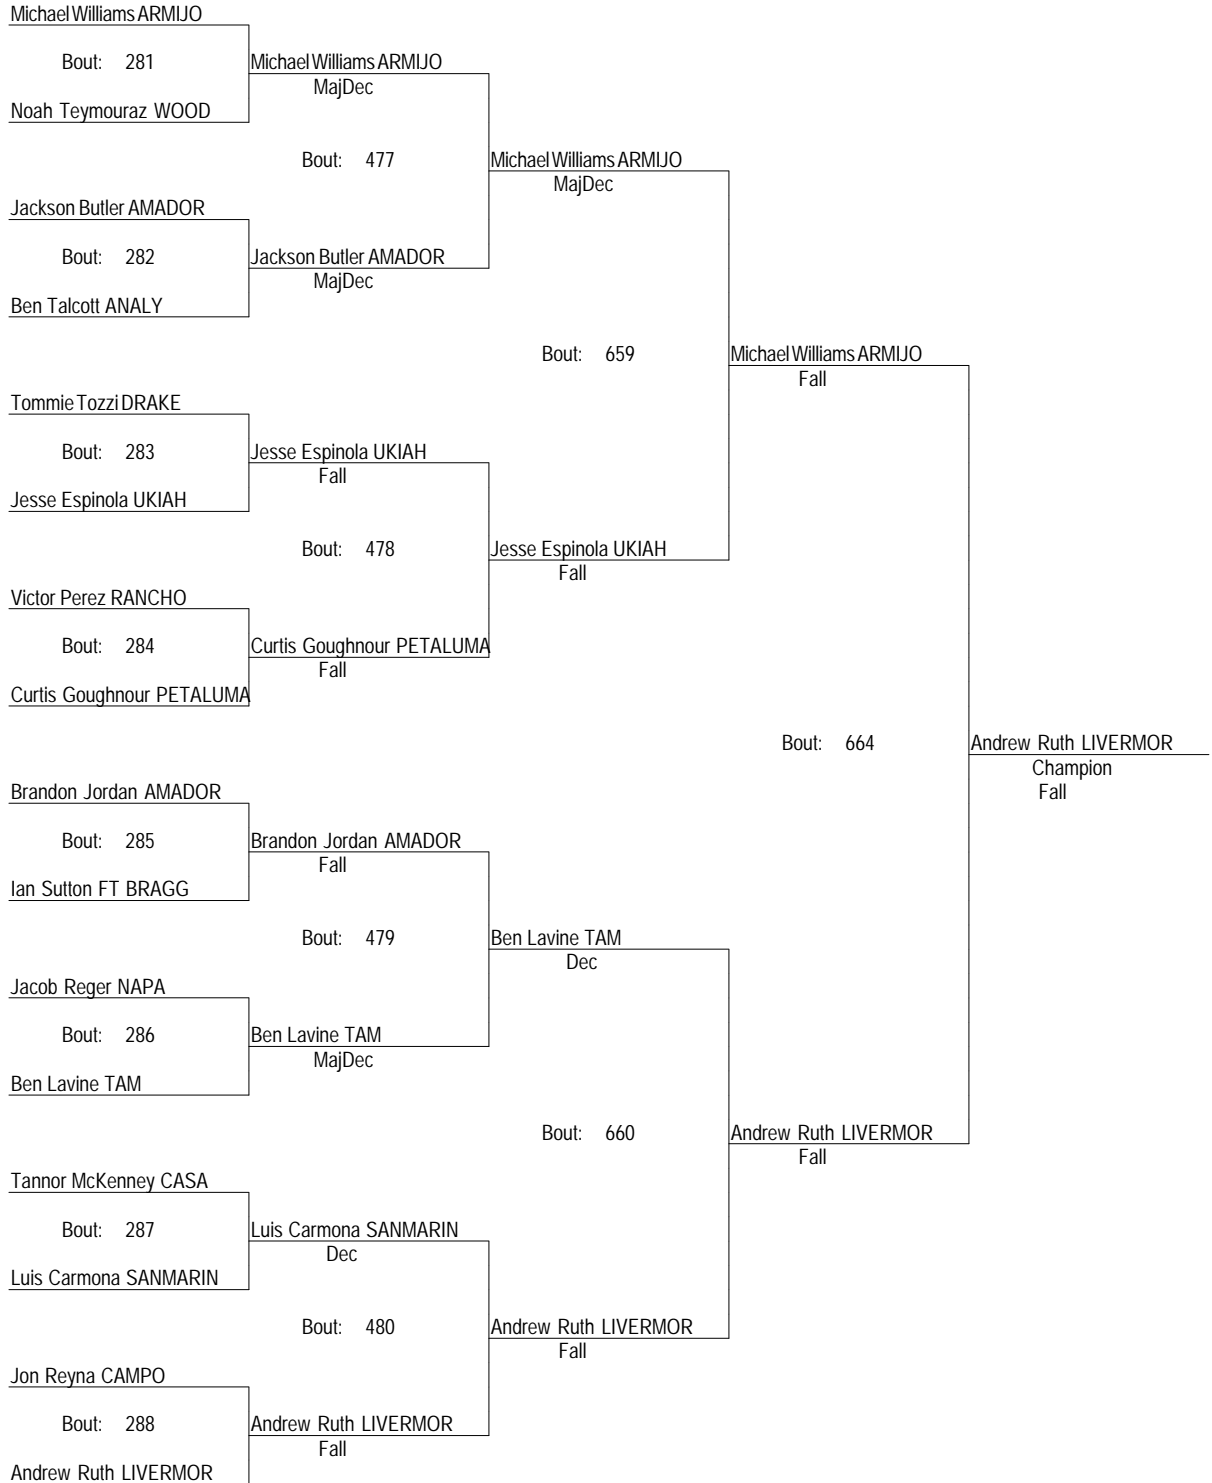 Michael Williams ARMIJO
Bout: 281
Michael Williams ARMIJO
MajDec
Noah Teymouraz WOOD
Bout: 477
Michael Williams ARMIJO
MajDec
Jackson Butler AMADOR
Bout: 282
Jackson Butler AMADOR
MajDec
Ben Talcott ANALY
Bout: 659
Michael Williams ARMIJO
Fall
Tommie Tozzi DRAKE
Bout: 283
Jesse Espinola UKIAH
Fall
Jesse Espinola UKIAH
Bout: 478
Jesse Espinola UKIAH
Fall
Victor Perez RANCHO
Bout: 284
Curtis Goughnour PETALUMA
Fall
Curtis Goughnour PETALUMA
Bout: 664
Andrew Ruth LIVERMOR
Champion
Fall
Brandon Jordan AMADOR
Bout: 285
Brandon Jordan AMADOR
Fall
Ian Sutton FT BRAGG
Bout: 479
Ben Lavine TAM
Dec
Jacob Reger NAPA
Bout: 286
Ben Lavine TAM
MajDec
Ben Lavine TAM
Bout: 660
Andrew Ruth LIVERMOR
Fall
Tannor McKenney CASA
Bout: 287
Luis Carmona SANMARIN
Dec
Luis Carmona SANMARIN
Bout: 480
Andrew Ruth LIVERMOR
Fall
Jon Reyna CAMPO
Bout: 288
Andrew Ruth LIVERMOR
Fall
Andrew Ruth LIVERMOR